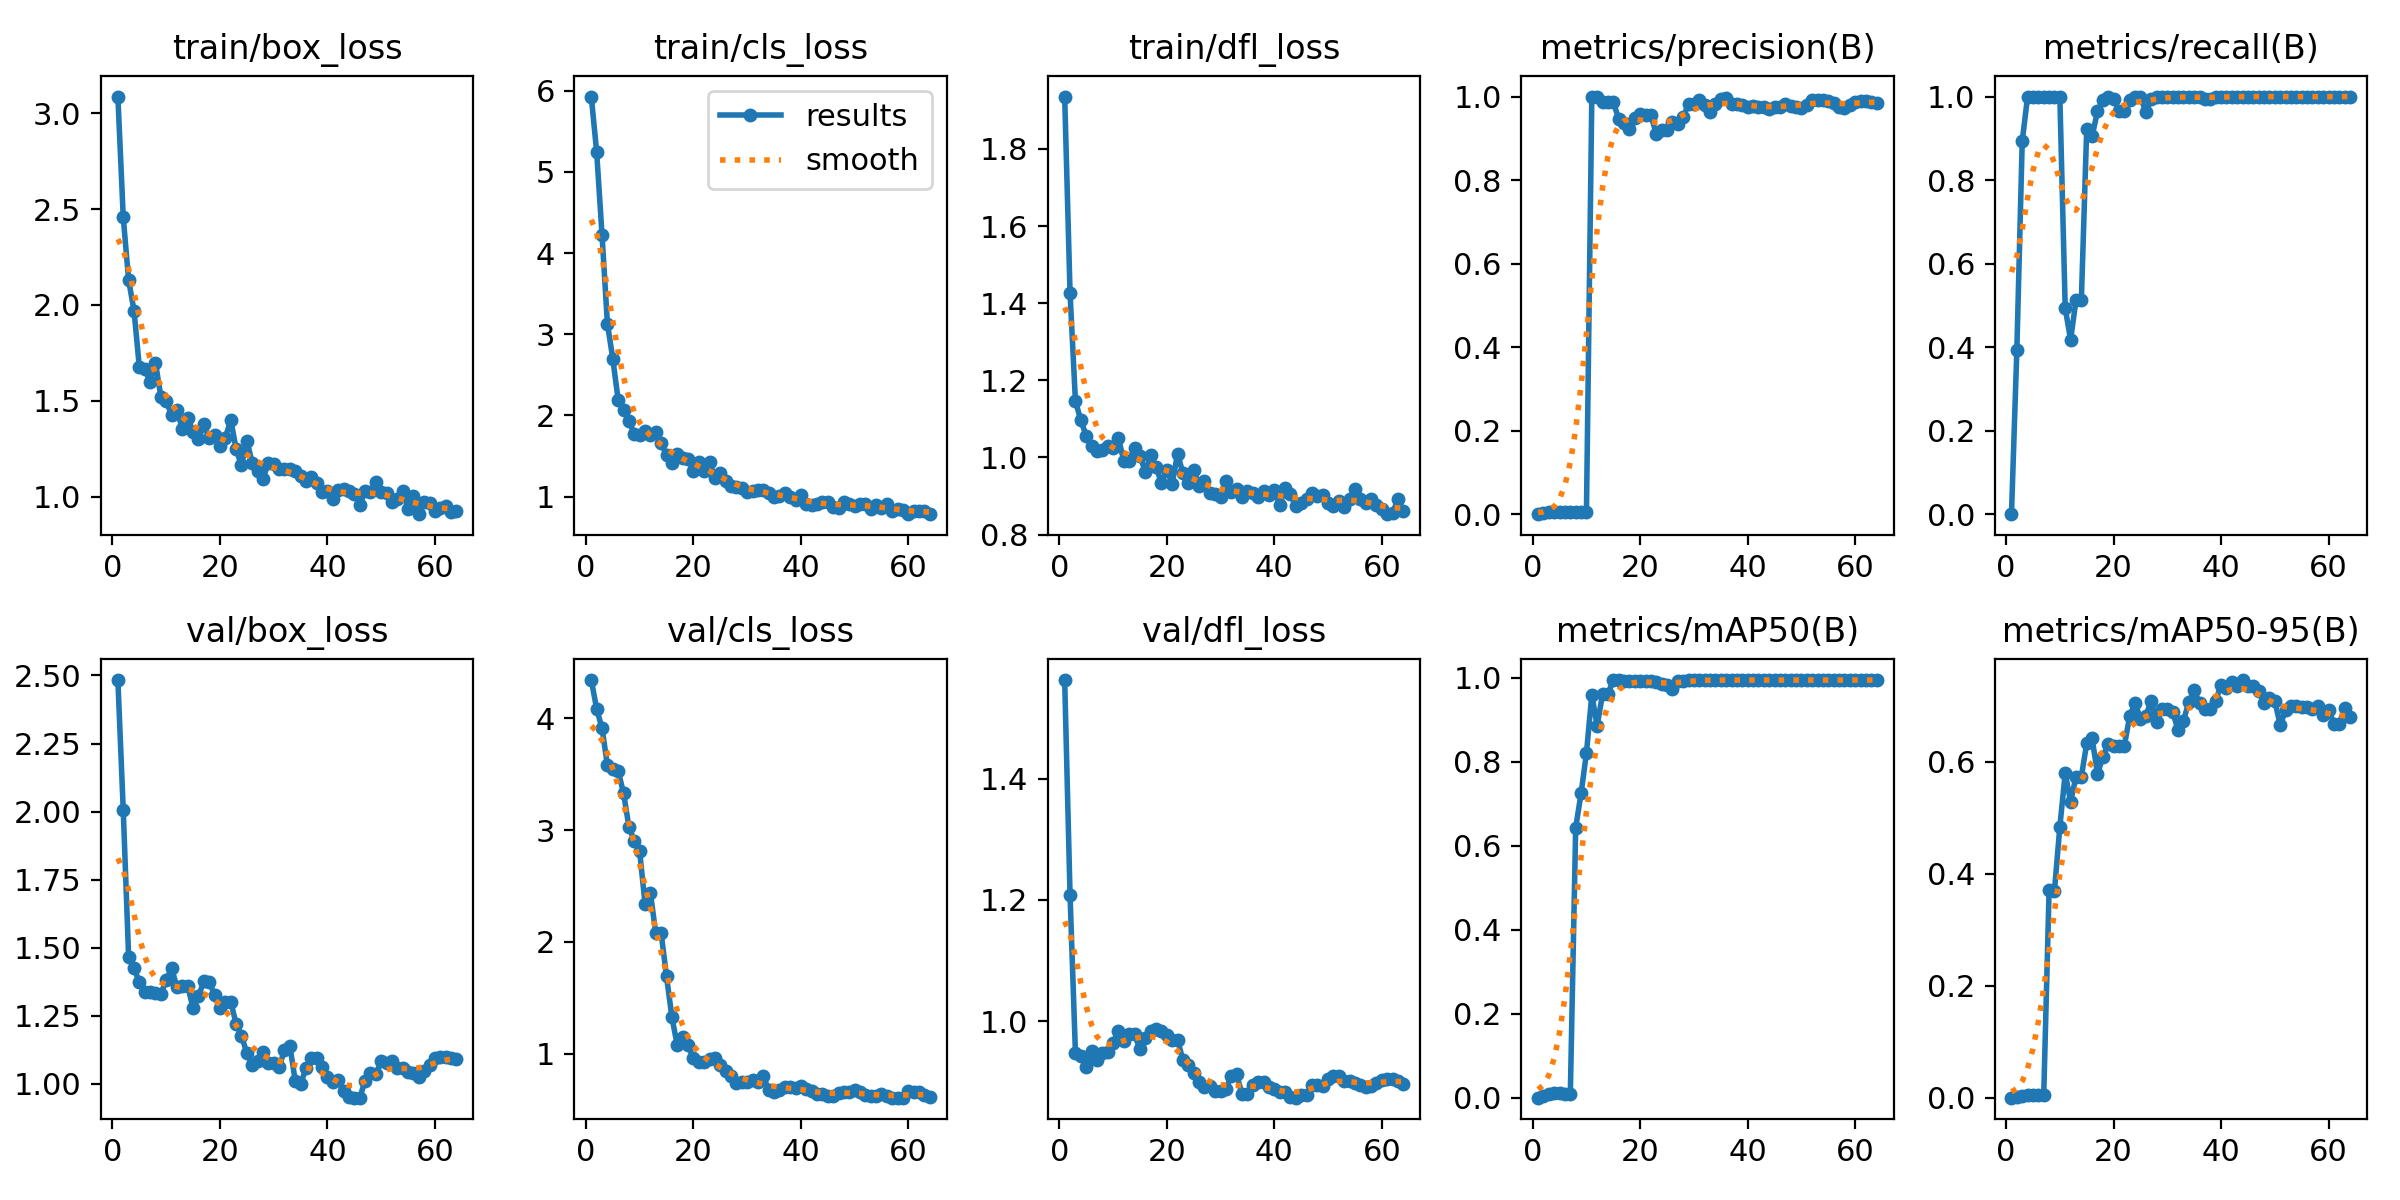 train/box_loss
3.0
2.5
2.0
1.5
1.0
0 20 40 60
train/cls_loss
results
smooth
6
5
4
3
2
1
0 20 40 60
train/dfl_loss
1.8
1.6
1.4
1.2
1.0
0.8
0 20 40 60
metrics/precision(B)
1.0
0.8
0.6
0.4
0.2
0.0
0 20 40 60
metrics/recall(B)
1.0
0.8
0.6
0.4
0.2
0.0
0 20 40 60
val/box_loss
2.50
2.25
2.00
1.75
1.50
1.25
1.00
0 20 40 60
val/cls_loss
4
3
2
1
0 20 40 60
val/dfl_loss
1.4
1.2
1.0
0 20 40 60
metrics/mAP50(B)
1.0
0.8
0.6
0.4
0.2
0.0
0 20 40 60
metrics/mAP50-95(B)
0.6
0.4
0.2
0.0
0 20 40 60